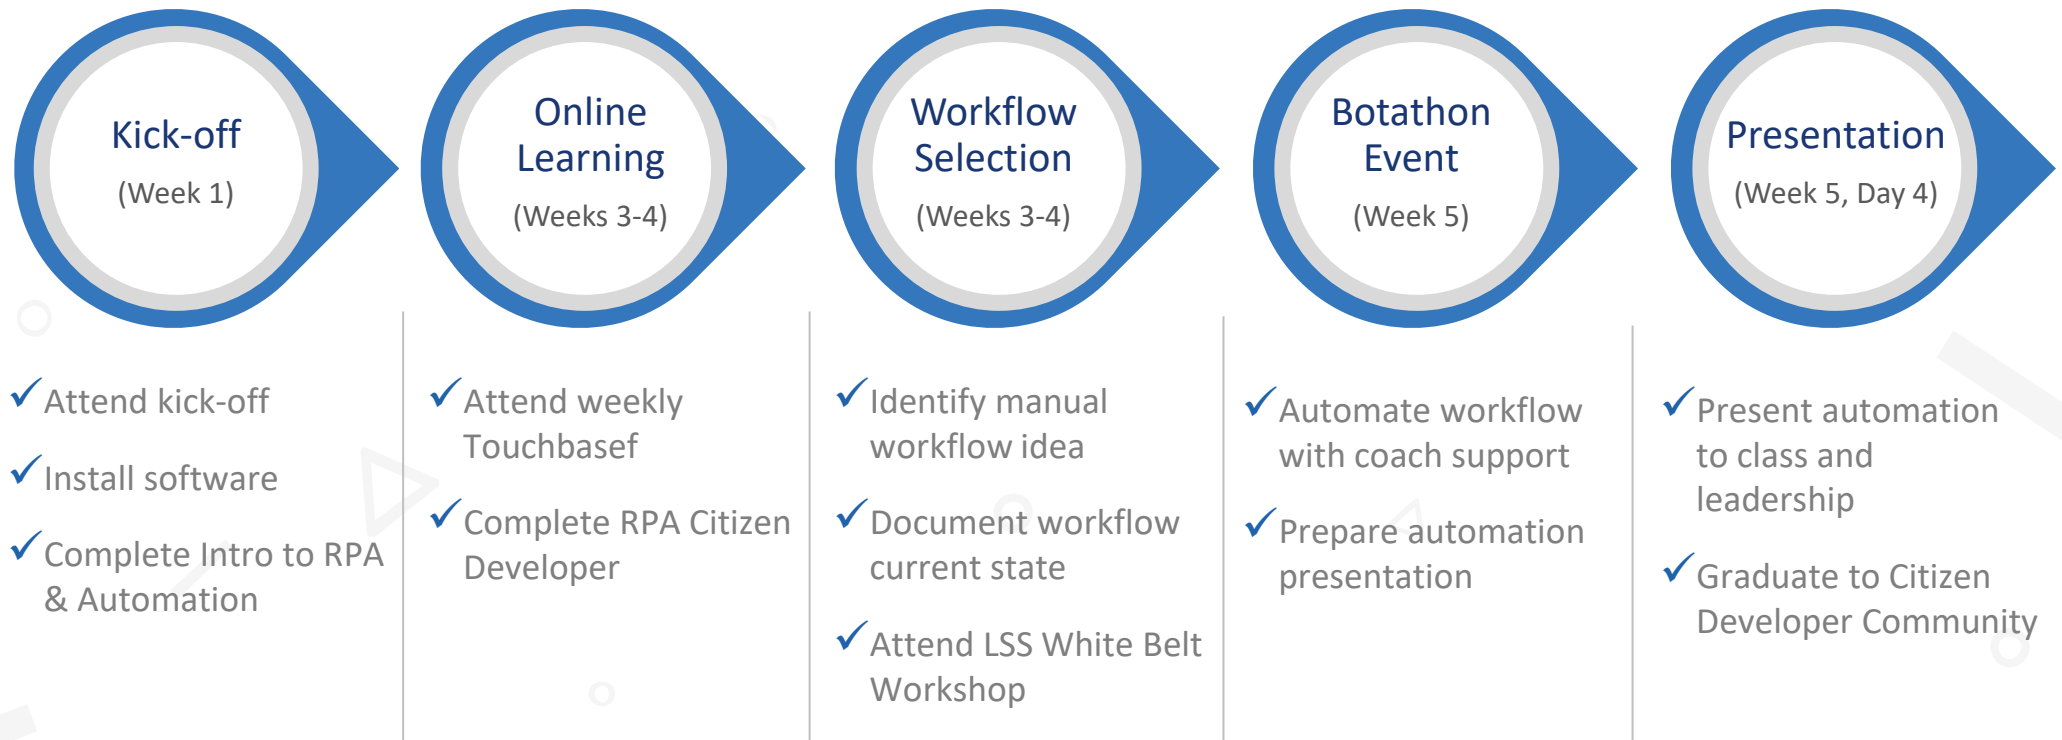 Kick-off
(Week 1)
Online
Learning
(Weeks 3-4)
Workflow
Selection
(Weeks 3-4)
Botathon
Event
(Week 5)
Presentation
(Week 5, Day 4)
Attend kick-off
Install software
Complete Intro to RPA
& Automation
Attend weekly
Touchbasef
Complete RPA Citizen
Developer
Identify manual
workflow idea
Document workflow
current state
Attend LSS White Belt
Workshop
Automate workflow
with coach support
Prepare automation
presentation
Present automation
to class and
leadership
Graduate to Citizen
Developer Community